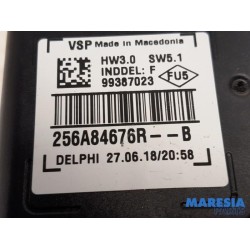 VSP Made in Macedonia
HW3.0 SW5.1
INDDEL: F
99387023
FU5
256A84676R---B
DELPHI 27.06.18/20:58
MARESIA